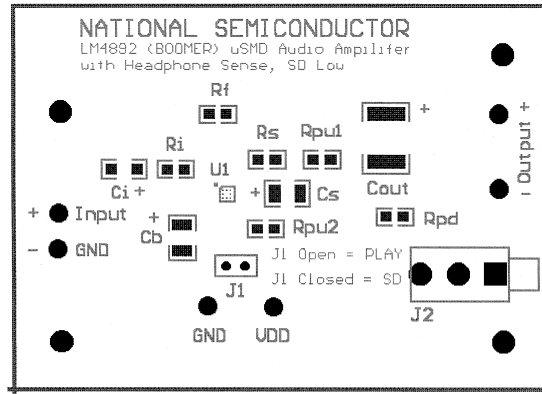 NATIONAL SEMICONDUCTOR
LM4892 (BOOMER) uSMD Audio Ampilifer
with Headphone Sense, SD Low
Rf
Rs
Rpu1
+
Output
+
-
Ri
U1
Ci
+
+
Cs
Cout
+
Input
-
GND
+
Cb
Rpu2
Rpd
J1 Open = PLAY
J1 Closed = SD
J1
J2
GND
VDD